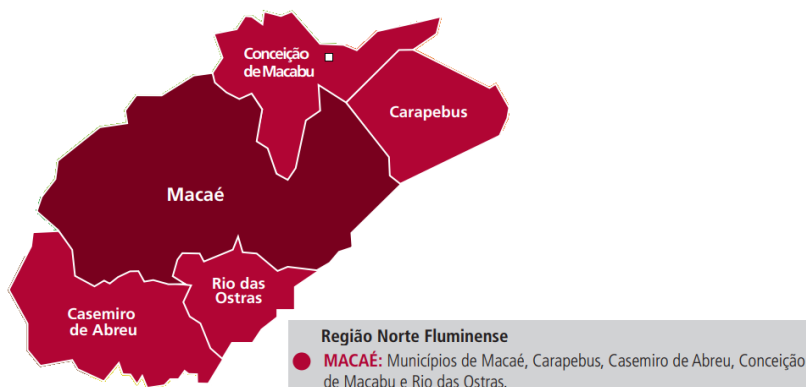 Conceição
de Macabu
Carapebus
Macaé
Rio das
Ostras
Casemiro
de Abreu
Região Norte Fluminense
MACAÉ: Municípios de Macaé, Carapebus, Casemiro de Abreu, Conceição
de Macabu e Rio das Ostras.